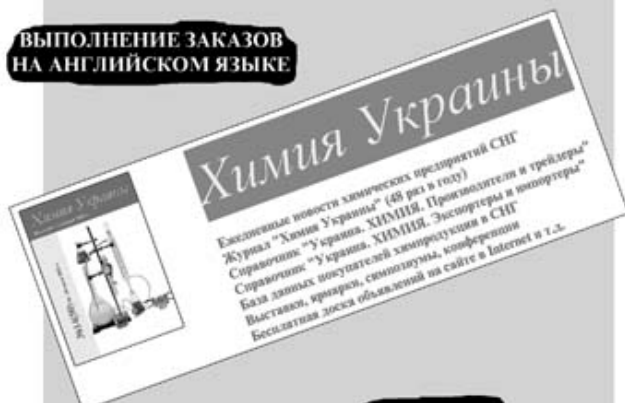 ВЫПОЛНЕНИЕ ЗАКАЗОВ
НА АНГЛИЙСКОМ ЯЗЫКЕ
Химия Украины
Ежедневные новости химических предприятий СНГ
Журнал "Химия Украины" (48 раз в году)
Справочник "Украина. ХИМИЯ. Производители и трейдеры"
Справочник "Украина. ХИМИЯ. Экспортеры и импортеры"
База данных покупателей химпродукции в СНГ
Выставки, ярмарки, симпозиумы, конференции
Бесплатная доска объявлений на сайте в Internet и т.д.
Химия Украины